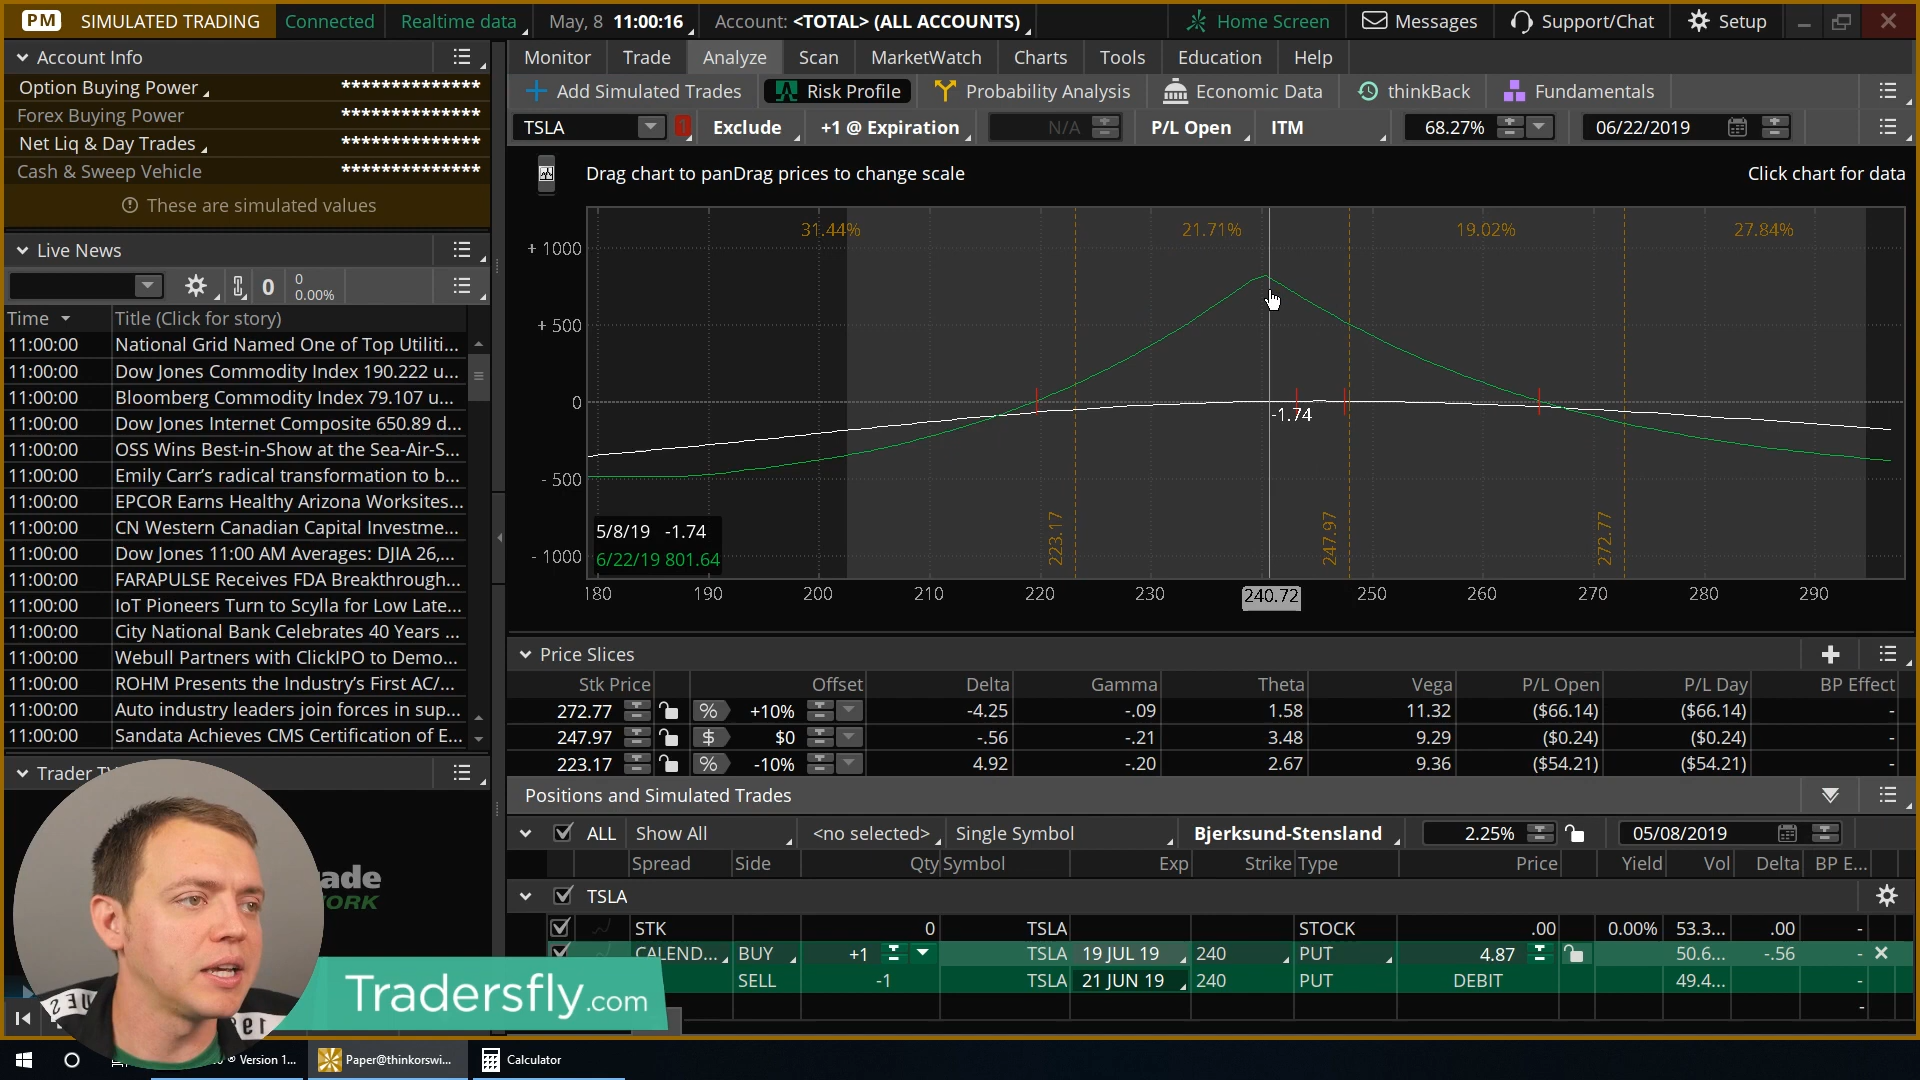 PM SIMULATED TRADING Connected Realtime data May, 8 11:00:16 Account: <TOTAL> (ALL ACCOUNTS) Home Screen Messages Support/Chat Setup
Account Info
Option Buying Power **************
Forex Buying Power **************
Net Liq & Day Trades **************
Cash & Sweep Vehicle **************
These are simulated values
Live News
0 0
0.00%
Time Title (Click for story)
11:00:00 National Grid Named One of Top Utiliti...
11:00:00 Dow Jones Commodity Index 190.222 u...
11:00:00 Bloomberg Commodity Index 79.107 u...
11:00:00 Dow Jones Internet Composite 650.89 d...
11:00:00 OSS Wins Best-in-Show at the Sea-Air-S...
11:00:00 Emily Carr's radical transformation to b...
11:00:00 EPCOR Earns Healthy Arizona Worksites...
11:00:00 CN Western Canadian Capital Investme...
11:00:00 Dow Jones 11:00 AM Averages: DJIA 26,...
11:00:00 FARAPULSE Receives FDA Breakthrough...
11:00:00 IoT Pioneers Turn to Scylla for Low Late...
11:00:00 City National Bank Celebrates 40 Years ...
11:00:00 Webull Partners with ClickIPO to Demo...
11:00:00 ROHM Presents the Industry's First AC/...
11:00:00 Auto industry leaders join forces in sup...
11:00:00 Sandata Achieves CMS Certification of E...
Trader T
ade
ORK
Monitor Trade Analyze Scan MarketWatch Charts Tools Education Help
Add Simulated Trades Risk Profile Probability Analysis Economic Data thinkBack Fundamentals
TSLA 1 Exclude +1 @ Expiration N/A P/L Open ITM 68.27% 06/22/2019
Drag chart to panDrag prices to change scale Click chart for data
31.44% 21.71% 19.02% 27.84%
+ 1000
+ 500
0
- 500
- 1000
-1.74
223.17 247.97 272.77
5/8/19 -1.74
6/22/19 801.64
180 190 200 210 220 230 240.72 250 260 270 280 290
Price Slices
Stk Price Offset Delta Gamma Theta Vega P/L Open P/L Day BP Effect
272.77 % +10% -4.25 -.09 1.58 11.32 ($66.14) ($66.14) -
247.97 $ $0 -.56 -.21 3.48 9.29 ($0.24) ($0.24) -
223.17 % -10% 4.92 -.20 2.67 9.36 ($54.21) ($54.21) -
Positions and Simulated Trades
ALL Show All <no selected> Single Symbol Bjerksund-Stensland 2.25% 05/08/2019
Spread Side Qty Symbol Exp Strike Type Price Yield Vol Delta BP E...
TSLA
STK 0 TSLA STOCK .00 0.00% 53.3... .00 -
CALEND... BUY +1 TSLA 19 JUL 19 240 PUT 4.87 50.6... -.56 -
SELL -1 TSLA 21 JUN 19 240 PUT DEBIT 49.4...
-
Tradersfly.com
Version 1... Paper@thinkorswi... Calculator